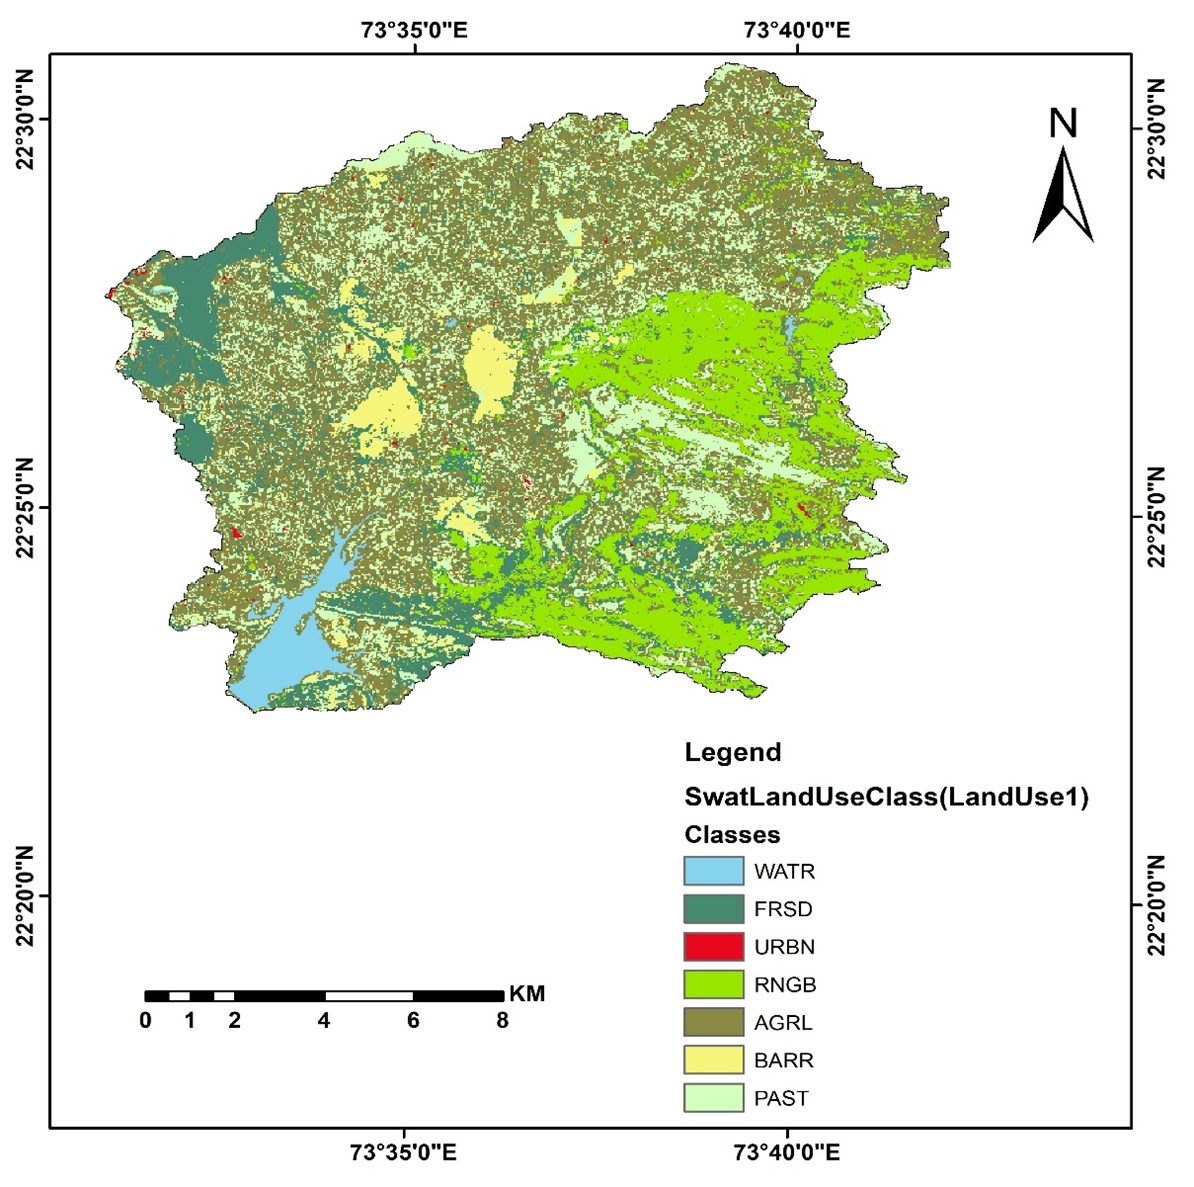 73°35'0"E
73°40'0"E
22°30'0"N
22°30'0"N
N
22°25'0"N
22°25'0"N
Legend
SwatLandUseClass(LandUse1)
Classes
WATR
FRSD
URBN
RNGB
AGRL
BARR
PAST
22°20'0"N
22°20'0"N
KM
0 1 2 4 6 8
73°35'0"E
73°40'0"E